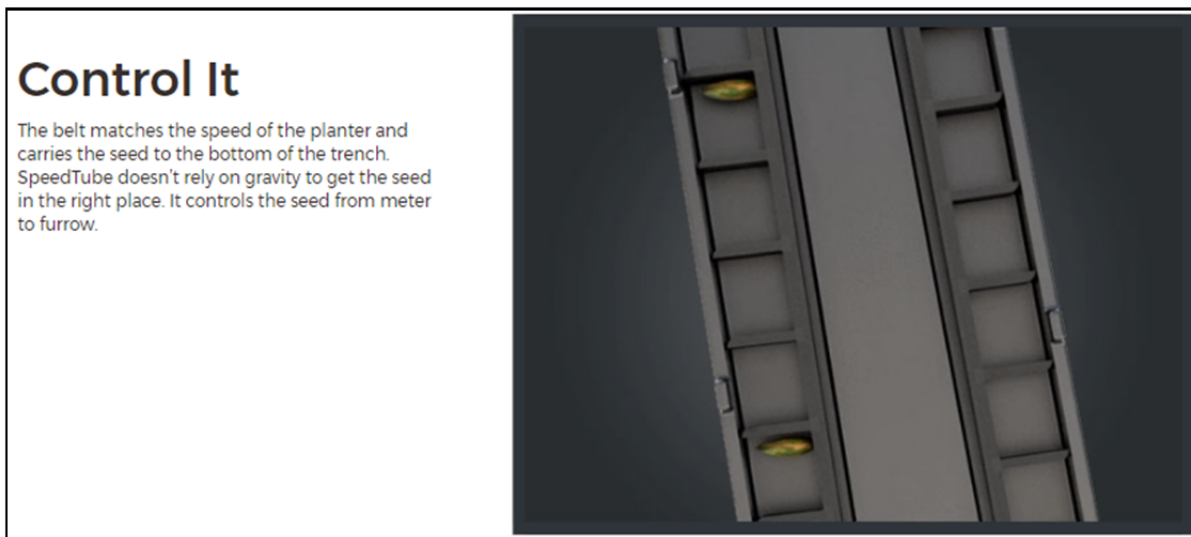 Control It
The belt matches the speed of the planter and
carries the seed to the bottom of the trench.
SpeedTube doesn't rely on gravity to get the seed
in the right place. It controls the seed from meter
to furrow.